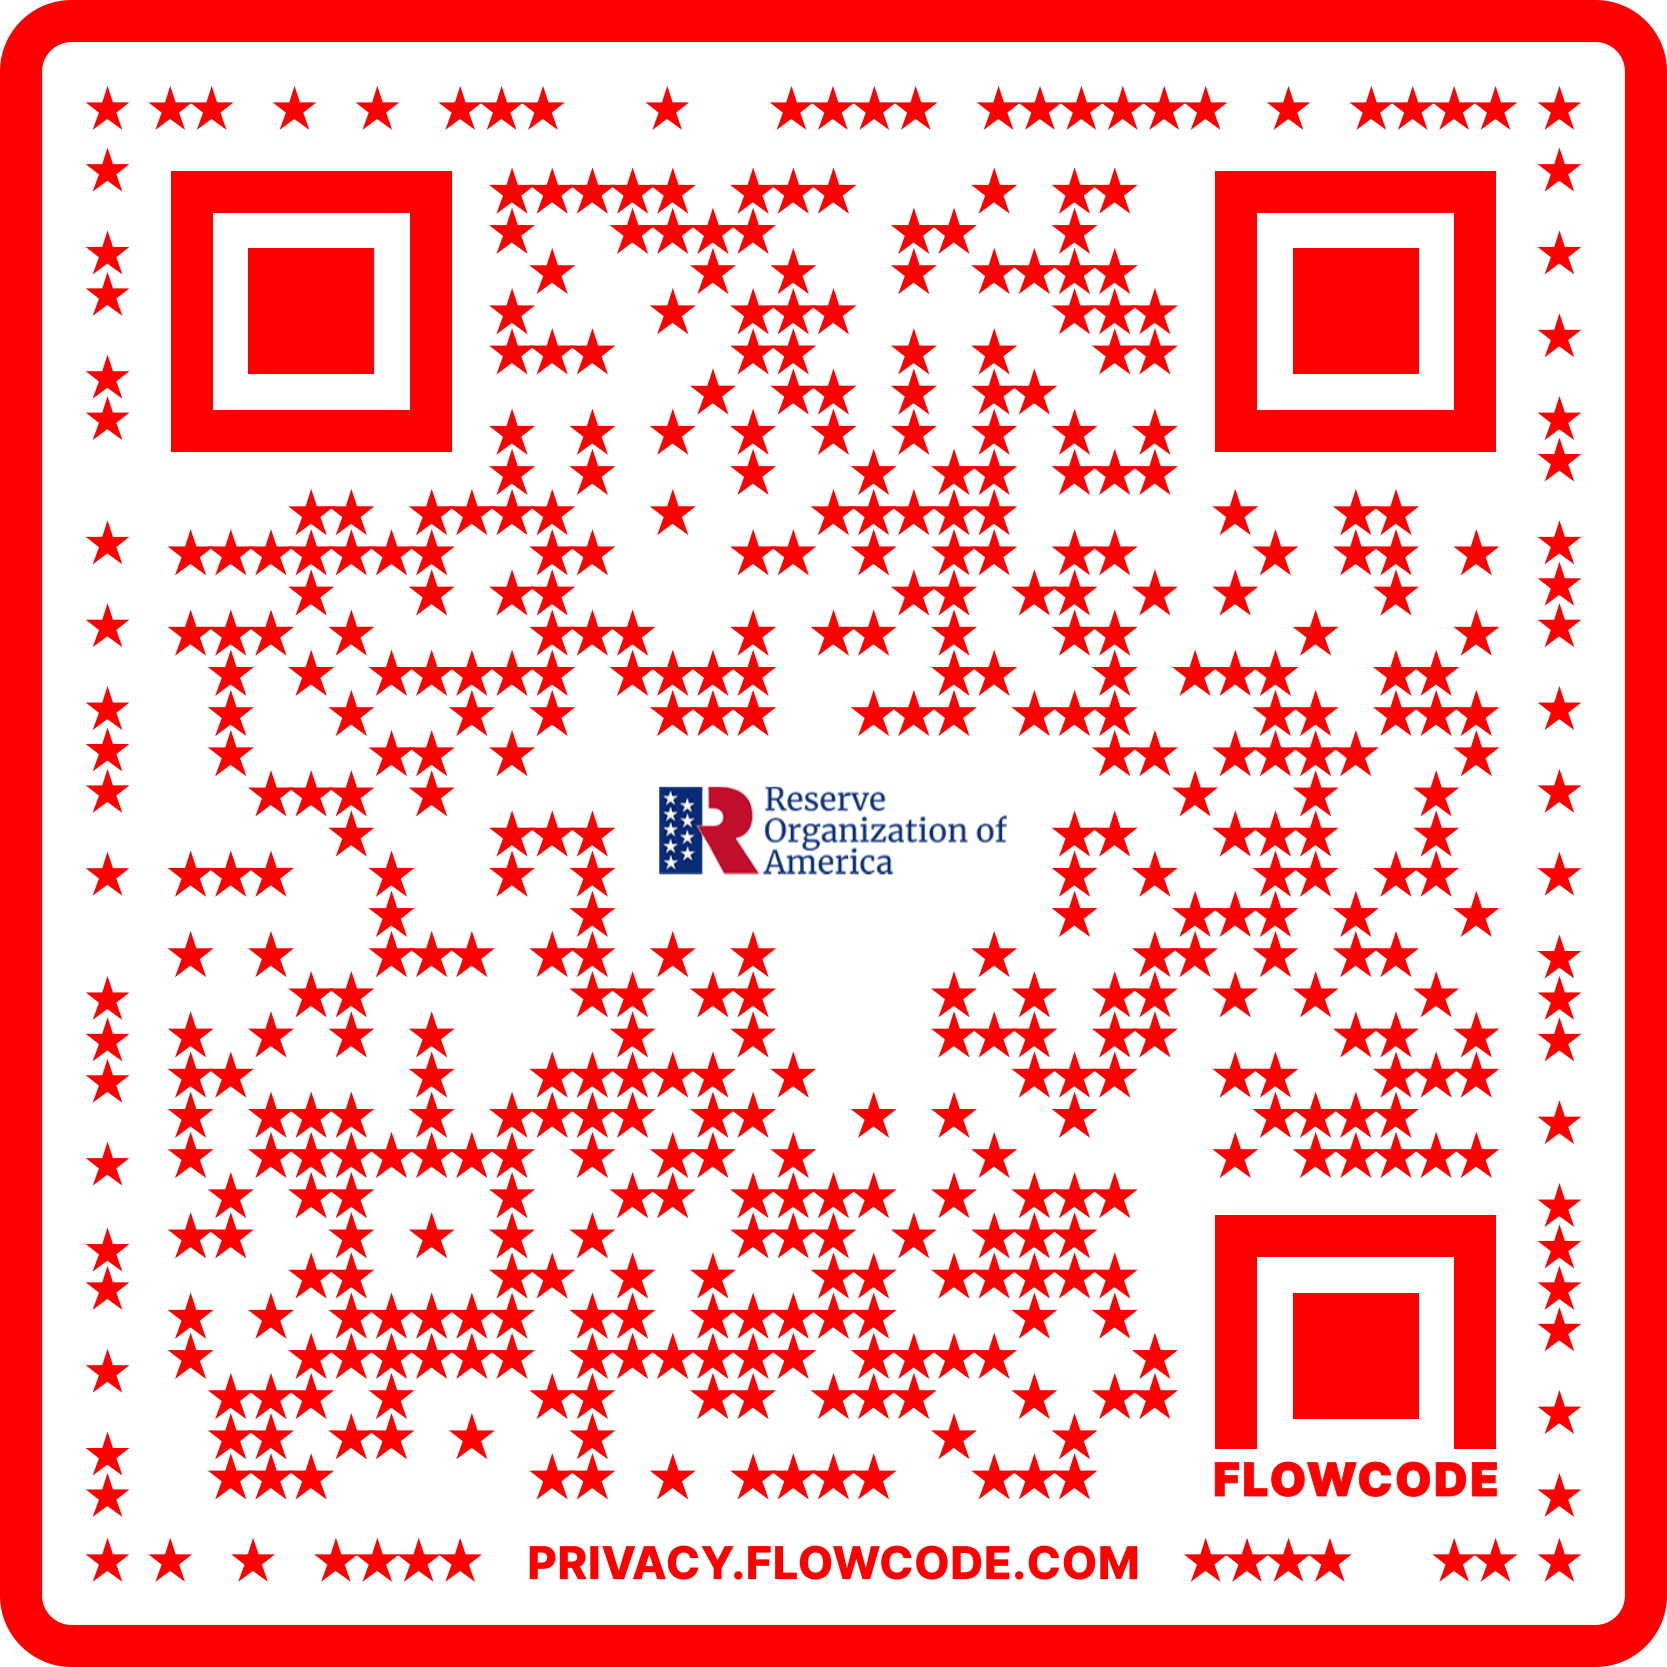 Reserve
Organization of
America
FLOWCODE
PRIVACY.FLOWCODE.COM